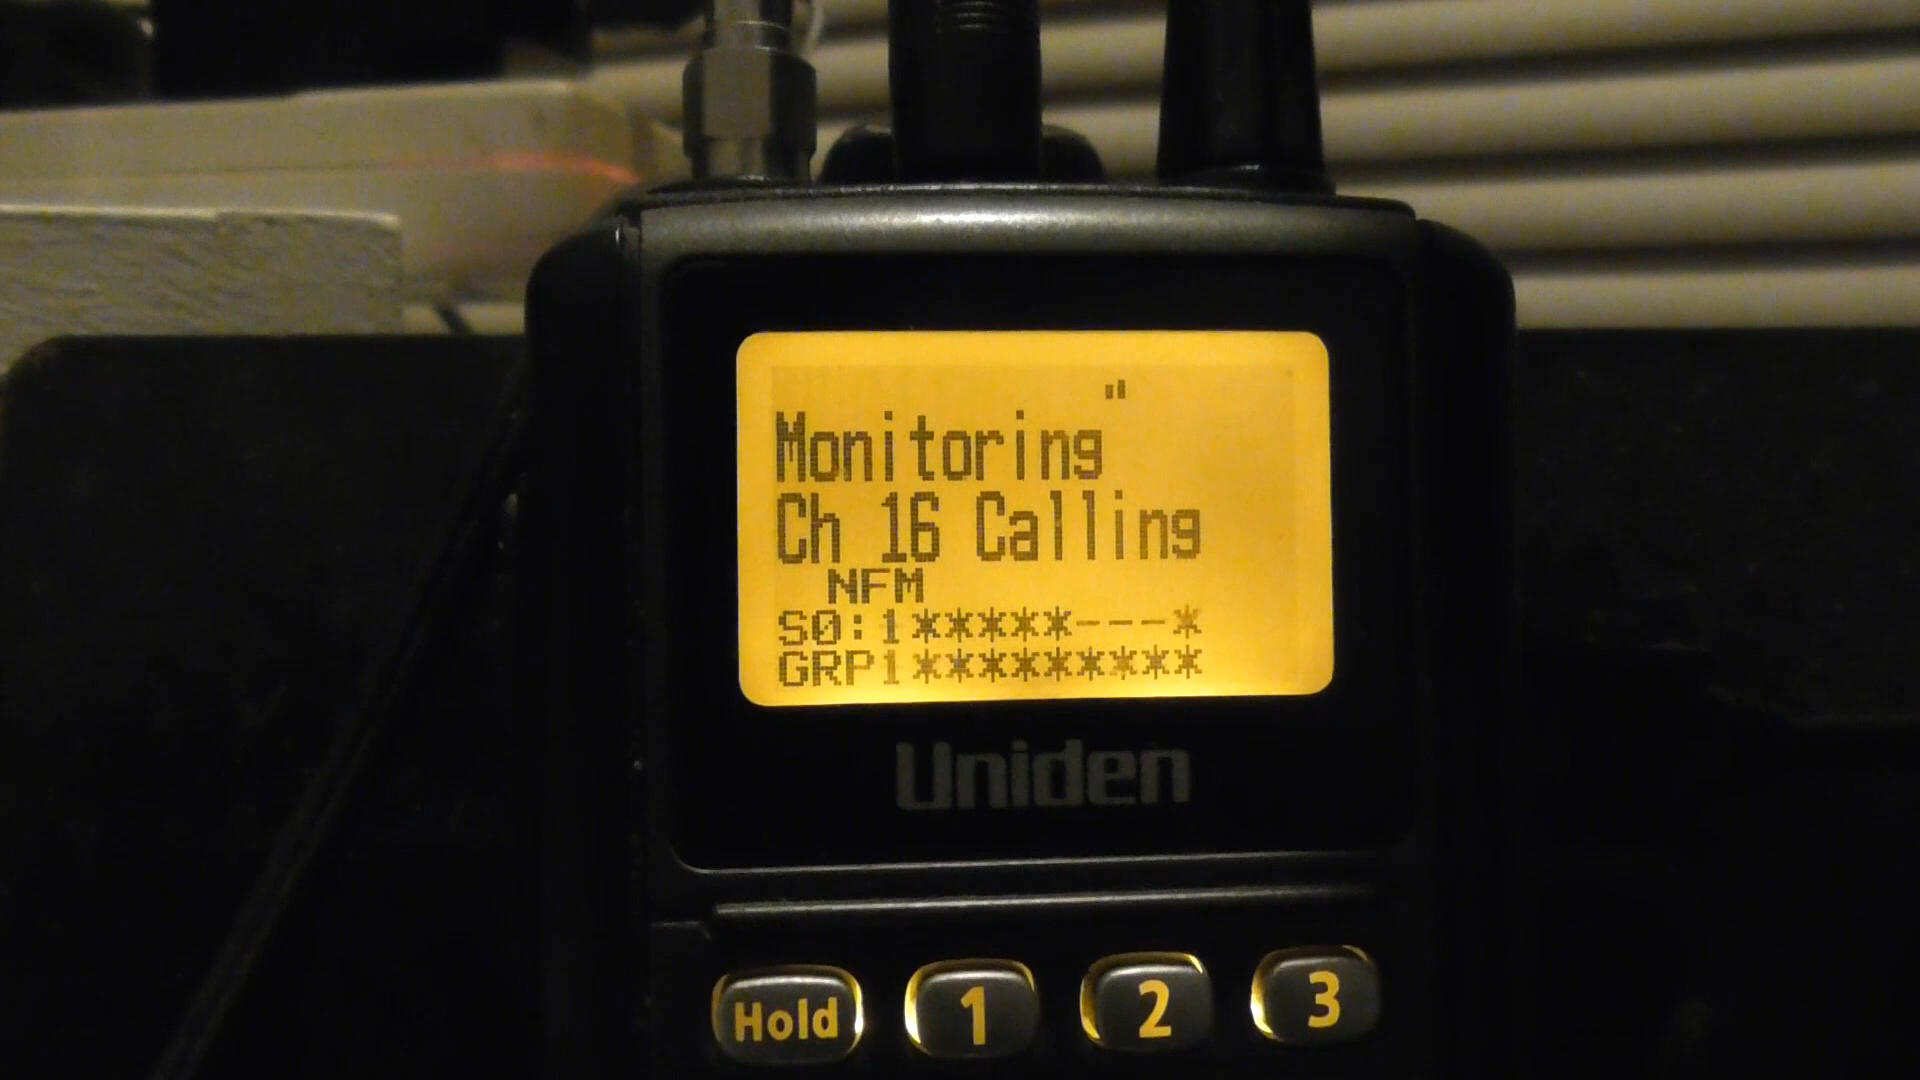 Monitoring
Ch 16 Calling
NFM
S0:1*****---*
GRP1*********
Uniden
Hold 1 2 3